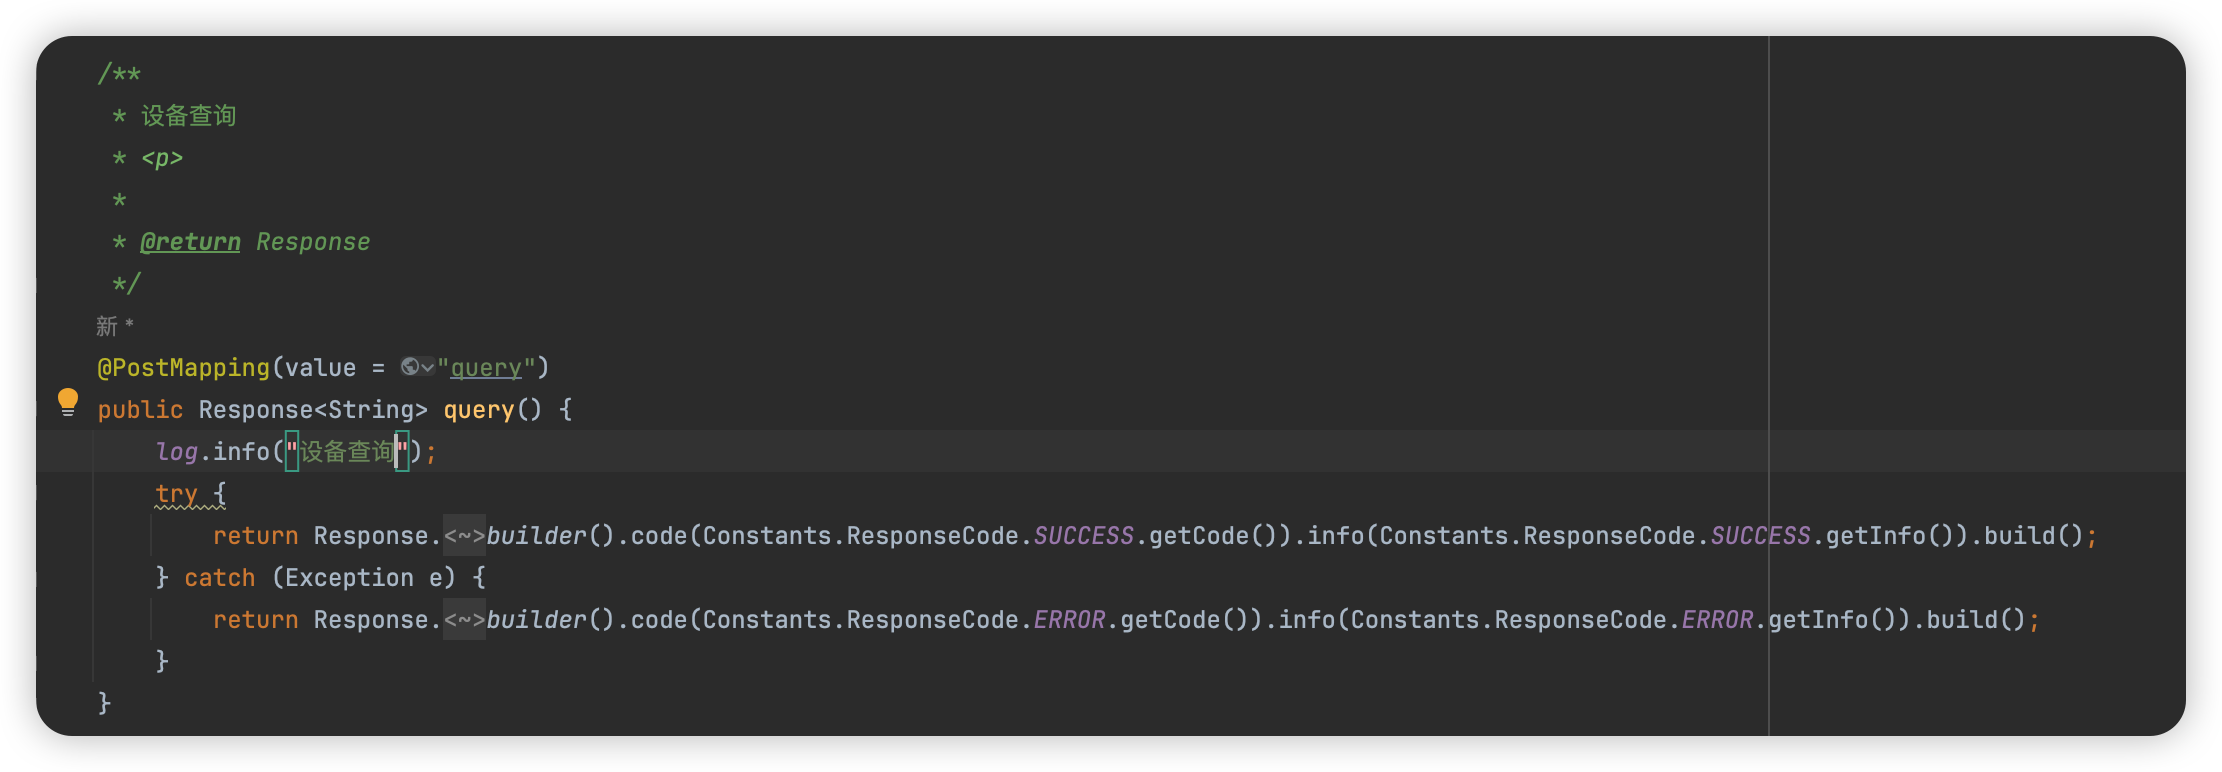 /**
 * 设备查询
 * <p>
 *
 * @return Response
 */
新 *
@PostMapping(value = "query")
public Response<String> query() {
    log.info("设备查询");
    try {
        return Response.<~>builder().code(Constants.ResponseCode.SUCCESS.getCode()).info(Constants.ResponseCode.SUCCESS.getInfo()).build();
    } catch (Exception e) {
        return Response.<~>builder().code(Constants.ResponseCode.ERROR.getCode()).info(Constants.ResponseCode.ERROR.getInfo()).build();
    }
}